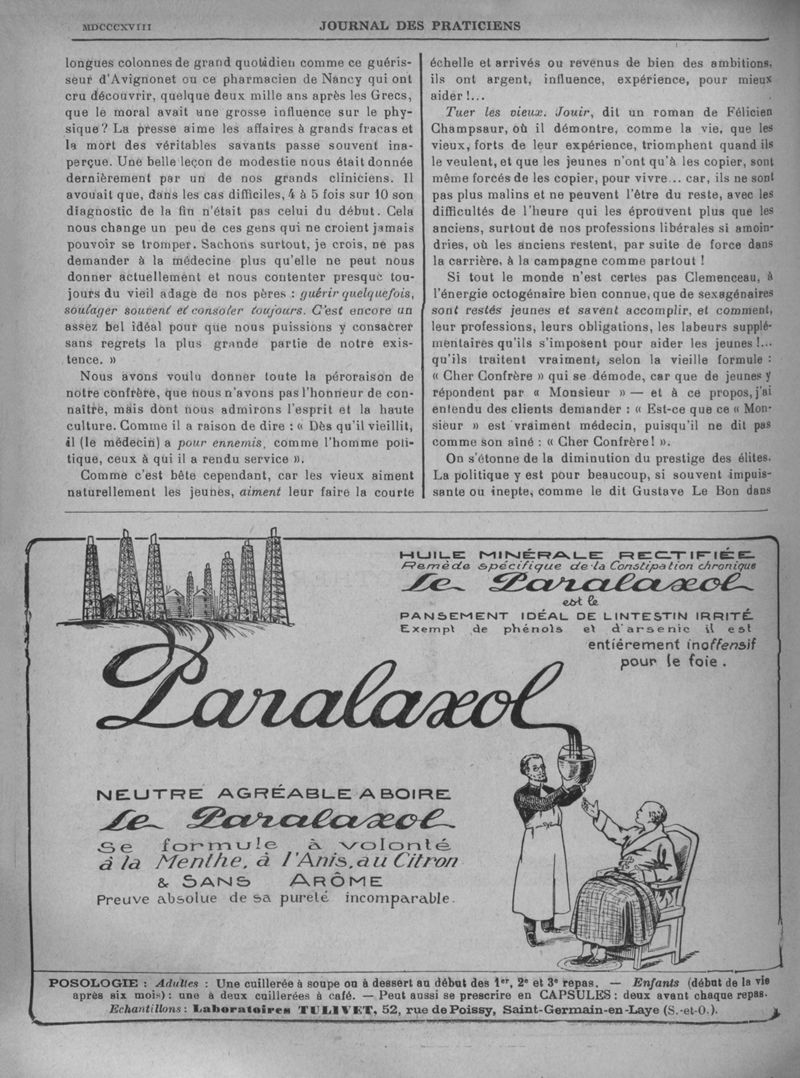 MDCCCXVIII
JOURNAL DES PRATICIENS
longues colonnes de grand quotidien comme ce guéris-
seur d'Avignonet ou ce pharmacien de Nancy qui ont
cru découvrir, quelque deux mille ans après les Grecs,
que le moral avait une grosse influence sur le phy-
sique ? La presse aime les affaires à grands fracas et
la mort des véritables savants passe souvent ina-
perçue. Une belle leçon de modestie nous était donnée
dernièrement par un de nos grands cliniciens. Il
avouait que, dans les cas difficiles, 4 à 5 fois sur 10 son
diagnostic de la fin n'était pas celui du début. Cela
nous change un peu de ces gens qui ne croient jamais
pouvoir se tromper. Sachons surtout, je crois, ne pas
demander à la médecine plus qu'elle ne peut nous
donner actuellement et nous contenter presque tou-
jours du vieil adage de nos pères : guérir quelquefois,
soulager souvent et consoler toujours. C'est encore un
assez bel idéal pour que nous puissions y consacrer
sans regrets la plus grande partie de notre exis-
tence. »
Nous avons voulu donner toute la péroraison de
notre confrère, que nous n'avons pas l'honneur de con-
naître, mais dont nous admirons l'esprit et la haute
culture. Comme il a raison de dire : « Dès qu'il vieillit,
il (le médecin) a pour ennemis, comme l'homme poli-
tique, ceux à qui il a rendu service ».
Comme c'est bête cependant, car les vieux aiment
naturellement les jeunes, aiment leur faire la courte
échelle et arrivés ou revenus de bien des ambitions,
ils ont argent, influence, expérience, pour mieux
aider !...
Tuer les vieux. Jouir, dit un roman de Félicien
Champsaur, où il démontre, comme la vie, que les
vieux, forts de leur expérience, triomphent quand ils
le veulent, et que les jeunes n'ont qu'à les copier, sont
même forcés de les copier, pour vivre... car, ils ne sont
pas plus malins et ne peuvent l'être du reste, avec les
difficultés de l'heure qui les éprouvent plus que les
anciens, surtout de nos professions libérales si amoin-
dries, où les anciens restent, par suite de force dans
la carrière, à la campagne comme partout !
Si tout le monde n'est certes pas Clemenceau, à
l'énergie octogénaire bien connue, que de sexagénaires
sont restés jeunes et savent accomplir, et comment,
leur professions, leurs obligations, les labeurs supplé-
mentaires qu'ils s'imposent pour aider les jeunes !...
qu'ils traitent vraiment, selon la vieille formule :
« Cher Confrère » qui se démode, car que de jeunes y
répondent par « Monsieur » — et à ce propos, j'ai
entendu des clients demander : « Est-ce que ce « Mon-
sieur » est vraiment médecin, puisqu'il ne dit pas
comme son aîné : « Cher Confrère ! ».
On s'étonne de la diminution du prestige des élites.
La politique y est pour beaucoup, si souvent impuis-
sante ou inepte, comme le dit Gustave Le Bon dans
HUILE MINÉRALE RECTIFIÉE
Remède spécifique de la Constipation chronique
Le Paralaxol
est le
PANSEMENT IDÉAL DE LINTESTIN IRRITÉ
Exempt de phénols et d'arsenic il est
entiérement inoffensif
pour le foie.
Paralaxol
NEUTRE AGRÉABLE A BOIRE
Le Paralaxol
Se formule à volonté
à la Menthe, à l'Anis, au Citron
& SANS ARÔME
Preuve absolue de sa pureté incomparable.
POSOLOGIE : Adultes : Une cuillerée à soupe ou à dessert au début des 1er, 2e et 3e repas. — Enfants (début de la vie
après six mois) : une à deux cuillerées à café. — Peut aussi se prescrire en CAPSULES : deux avant chaque repas.
Echantillons : Laboratoires TULIVET, 52, rue de Poissy, Saint-Germain-en-Laye (S.-et-O.).